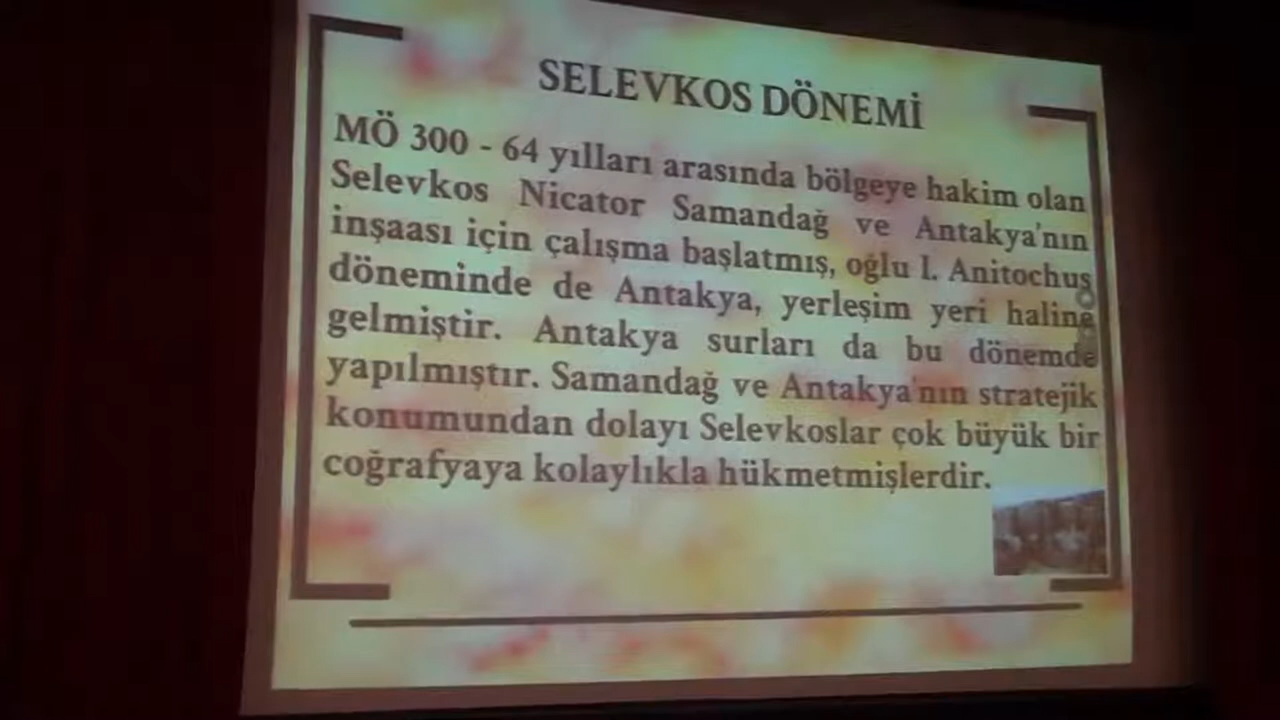 SELEVKOS DÖNEMİ
MÖ 300 - 64 yılları arasında bölgeye hakim olan
Selevkos Nicator Samandağ ve Antakya'nın
inşaası için çalışma başlatmış, oğlu I. Anitochus
döneminde de Antakya, yerleşim yeri haline
gelmiştir. Antakya surları da bu dönemde
yapılmıştır. Samandağ ve Antakya'nın stratejik
konumundan dolayı Selevkoslar çok büyük bir
coğrafyaya kolaylıkla hükmetmişlerdir.